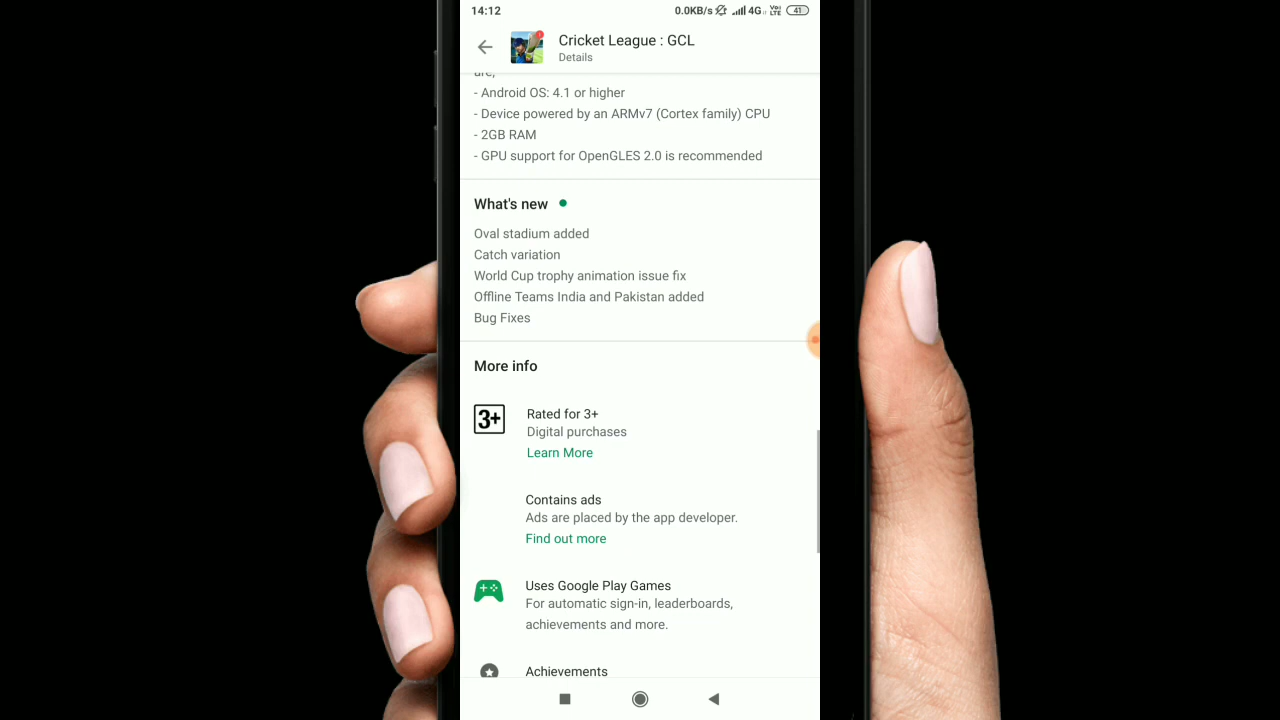 14:12
0.0KB/s 4G Vo) LTE 41
Cricket League : GCL
Details
are,
- Android OS: 4.1 or higher
- Device powered by an ARMv7 (Cortex family) CPU
- 2GB RAM
- GPU support for OpenGLES 2.0 is recommended
What's new
Oval stadium added
Catch variation
World Cup trophy animation issue fix
Offline Teams India and Pakistan added
Bug Fixes
More info
3+
Rated for 3+
Digital purchases
Learn More
Contains ads
Ads are placed by the app developer.
Find out more
Uses Google Play Games
For automatic sign-in, leaderboards,
achievements and more.
Achievements